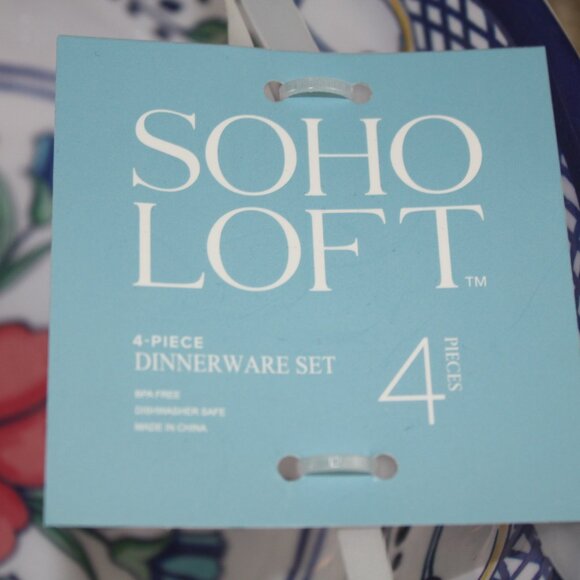 SOHO
LOFT™
4-PIECE
DINNERWARE SET
BPA FREE
DISHWASHER SAFE
MADE IN CHINA
4 PIECES